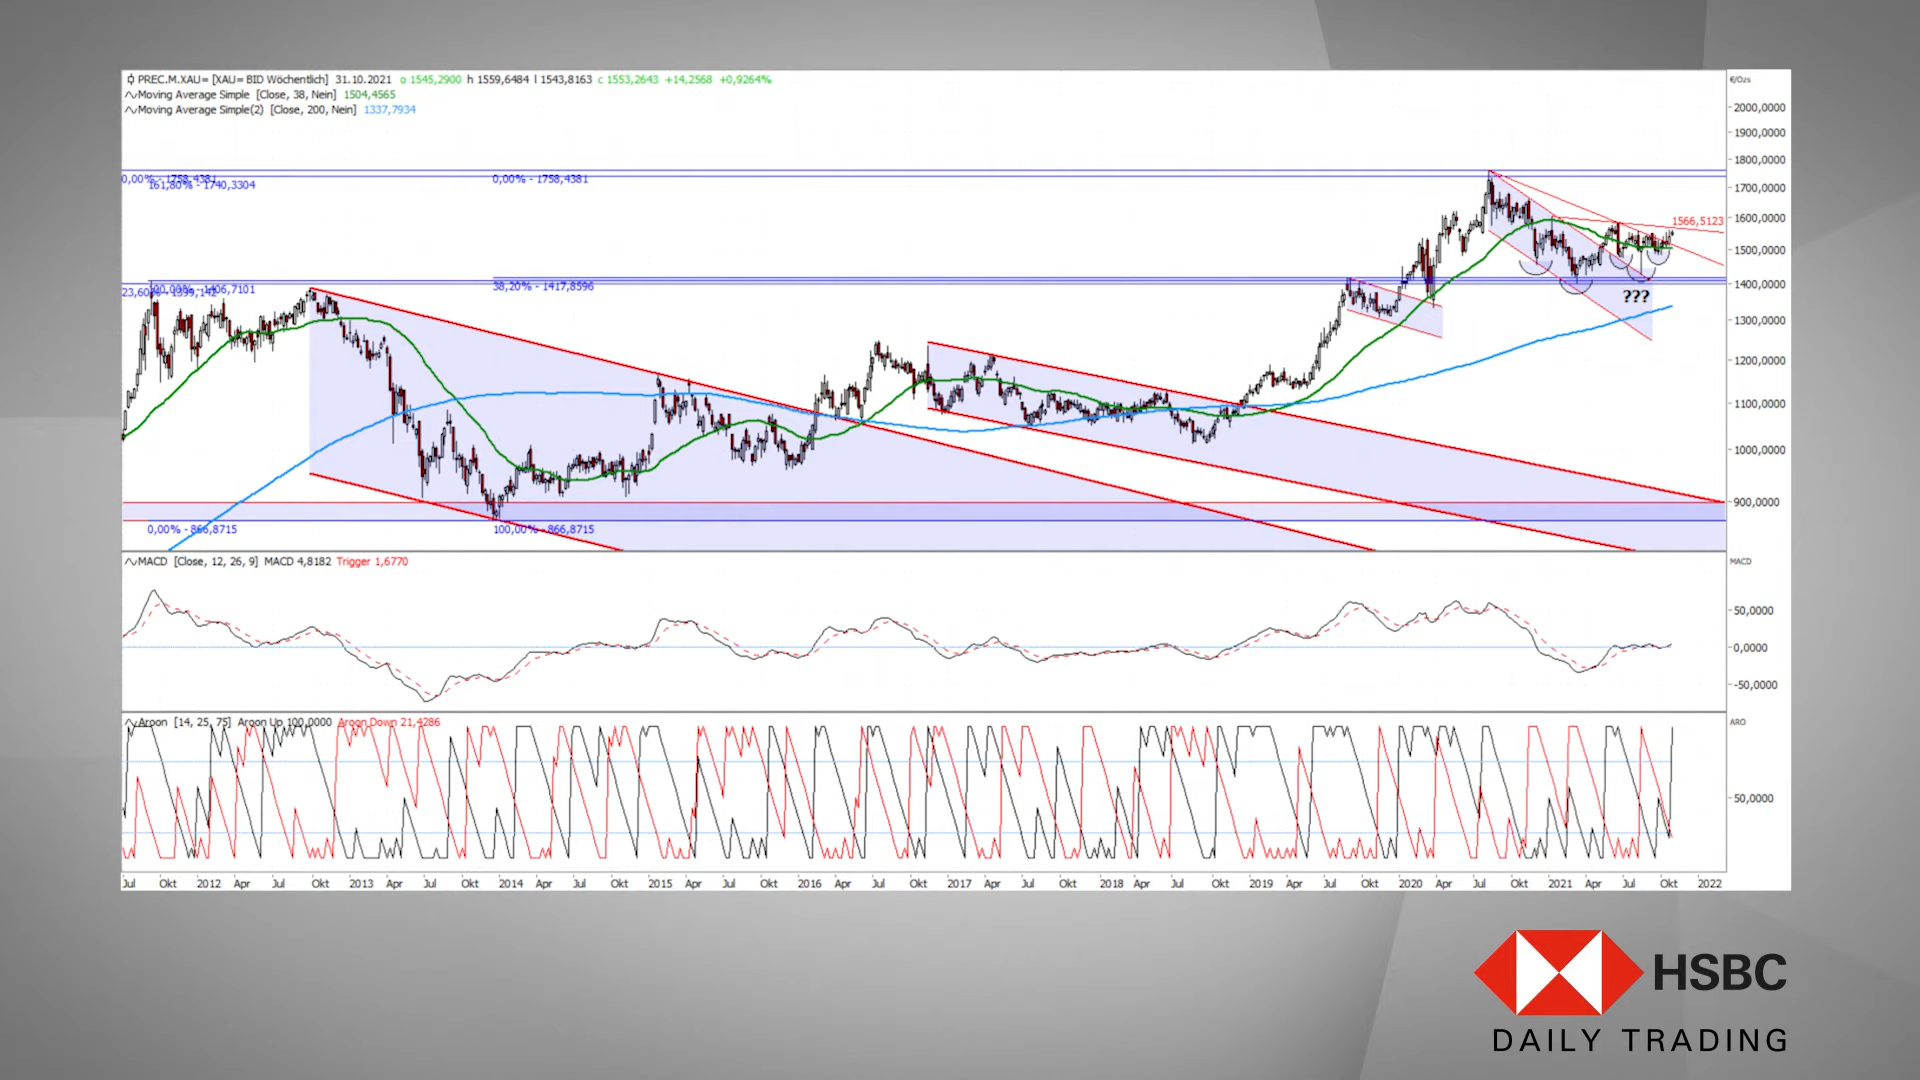 PREC.M.XAU= [XAU= BID Wöchentlich] 31.10.2021 o 1545,2900 h 1559,6484 l 1543,8163 c 1553,2643 +14,2568 +0,9264%
Moving Average Simple [Close, 38, Nein] 1504,4565
Moving Average Simple(2) [Close, 200, Nein] 1337,7934
€/Ozs
2000,0000
1900,0000
1800,0000
1700,0000
1600,0000
1500,0000
1400,0000
1300,0000
1200,0000
1100,0000
1000,0000
900,0000
0,00% - 1758,4381
161,80% - 1740,3304
0,00% - 1758,4381
1566,5123
100,00% - 1406,7101
38,20% - 1417,8596
???
0,00% - 866,8715
100,00% - 866,8715
MACD [Close, 12, 26, 9] MACD 4,8182 Trigger 1,6770
MACD
50,0000
0,0000
-50,0000
Aroon [14, 25, 75] Aroon Up 100,0000 Aroon Down 21,4286
ARO
50,0000
Jul Okt 2012 Apr Jul Okt 2013 Apr Jul Okt 2014 Apr Jul Okt 2015 Apr Jul Okt 2016 Apr Jul Okt 2017 Apr Jul Okt 2018 Apr Jul Okt 2019 Apr Jul Okt 2020 Apr Jul Okt 2021 Apr Jul Okt 2022
HSBC
DAILY TRADING